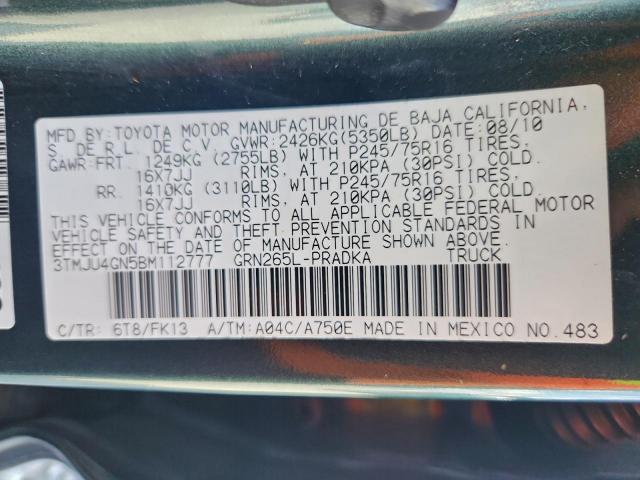 MFD.BY:TOYOTA MOTOR MANUFACTURING DE BAJA CALIFORNIA,
S. DE R.L. DE C.V. GVWR:2426KG(5350LB) DATE:08/10
GAWR:FRT. 1249KG (2755LB) WITH P245/75R16 TIRES,
16X7JJ RIMS, AT 210KPA (30PSI) COLD.
RR. 1410KG (3110LB) WITH P245/75R16 TIRES,
16X7JJ RIMS, AT 210KPA (30PSI) COLD.
THIS VEHICLE CONFORMS TO ALL APPLICABLE FEDERAL MOTOR
VEHICLE SAFETY AND THEFT PREVENTION STANDARDS IN
EFFECT ON THE DATE OF MANUFACTURE SHOWN ABOVE.
3TMJU4GN5BM112777 GRN265L-PRADKA TRUCK
C/TR: 6T8/FK13 A/TM:A04C/A750E MADE IN MEXICO NO.483